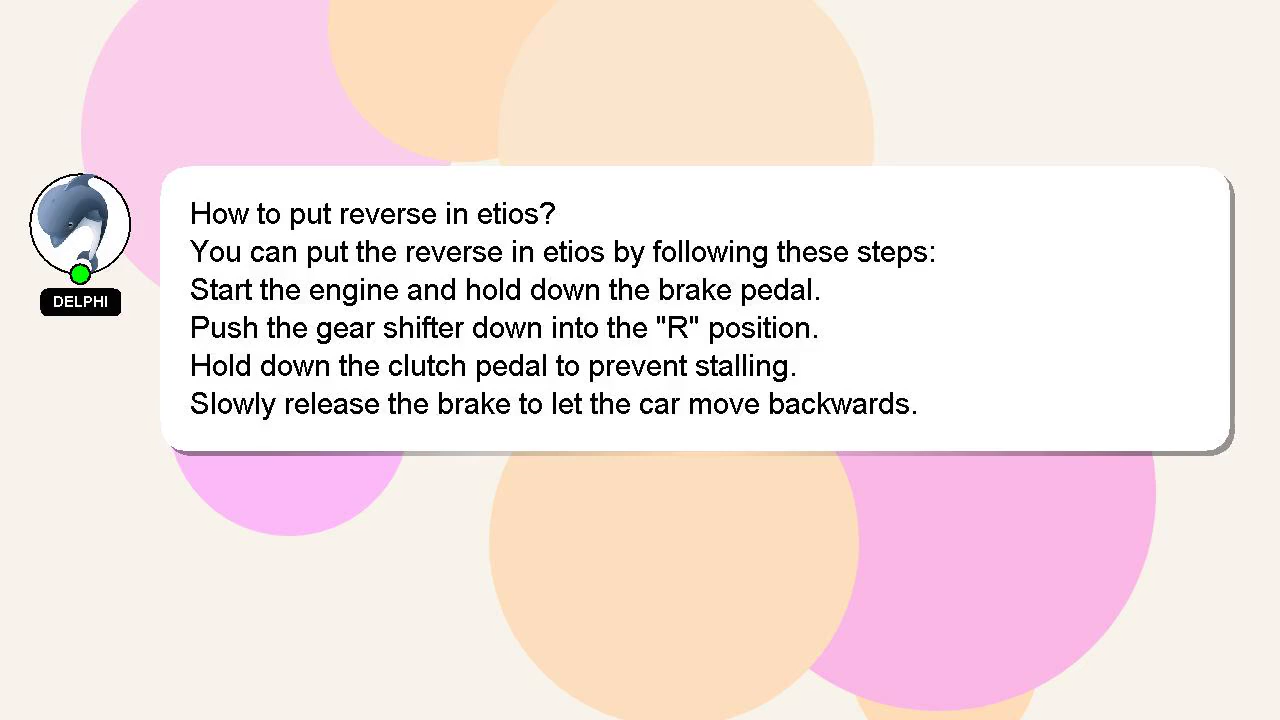 How to put reverse in etios?
You can put the reverse in etios by following these steps:
Start the engine and hold down the brake pedal.
Push the gear shifter down into the "R" position.
Hold down the clutch pedal to prevent stalling.
Slowly release the brake to let the car move backwards.
DELPHI